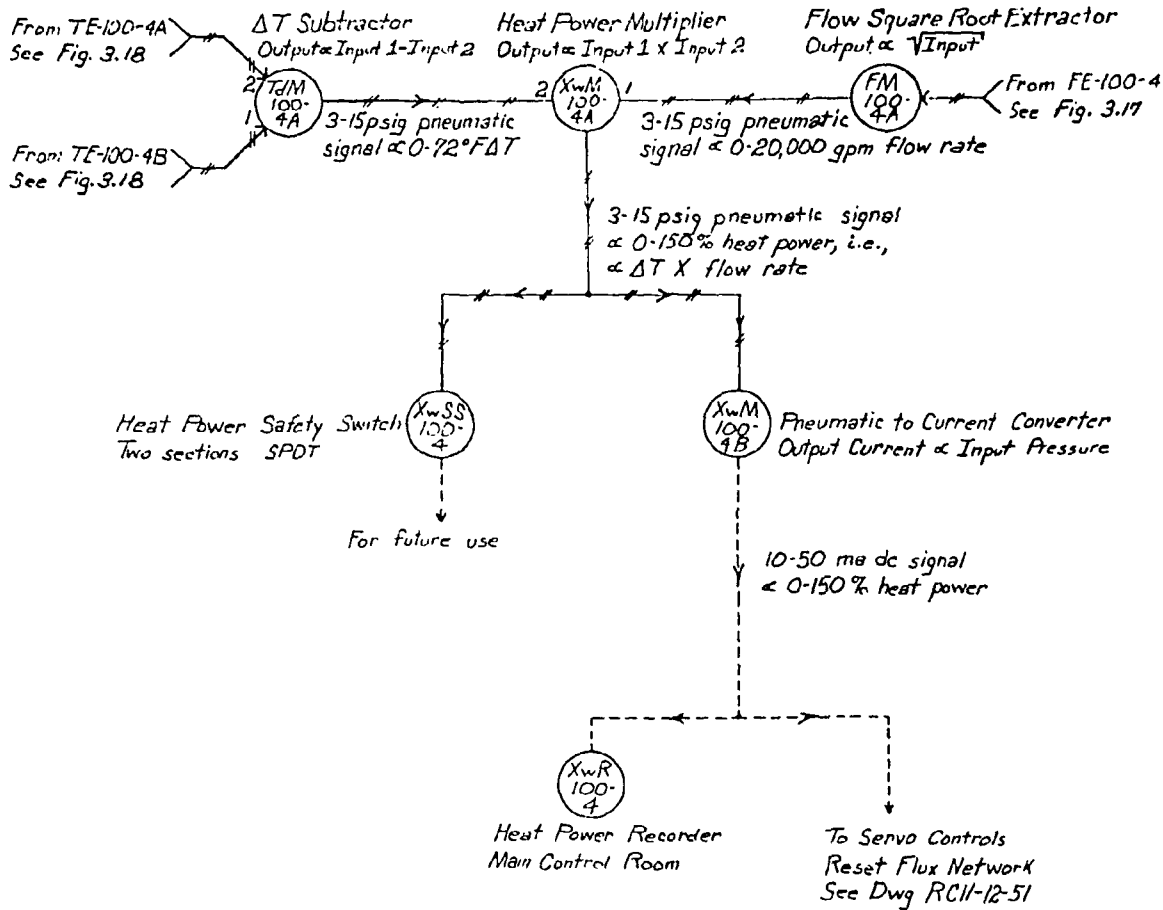 From TE-100-4A
See Fig. 3.18
ΔT Subtractor
Output ∝ Input 1-Input 2
Heat Power Multiplier
Output ∝ Input 1 x Input 2
Flow Square Root Extractor
Output ∝ √Input
2
1
TdM
100-
4A
2
XwM
100-
4A
1
FM
100-
4A
From FE-100-4
See Fig. 3.17
3-15 psig pneumatic
signal ∝ 0-72°F ΔT
3-15 psig pneumatic
signal ∝ 0-20,000 gpm flow rate
From TE-100-4B
See Fig. 3.18
3-15 psig pneumatic signal
∝ 0-150% heat power, i.e.,
∝ ΔT X flow rate
Heat Power Safety Switch
Two sections SPDT
XwSS
100-
4
XwM
100-
4B
Pneumatic to Current Converter
Output Current ∝ Input Pressure
For future use
10-50 ma dc signal
∝ 0-150% heat power
XwR
100-
4
Heat Power Recorder
Main Control Room
To Servo Controls
Reset Flux Network
See Dwg RC11-12-51